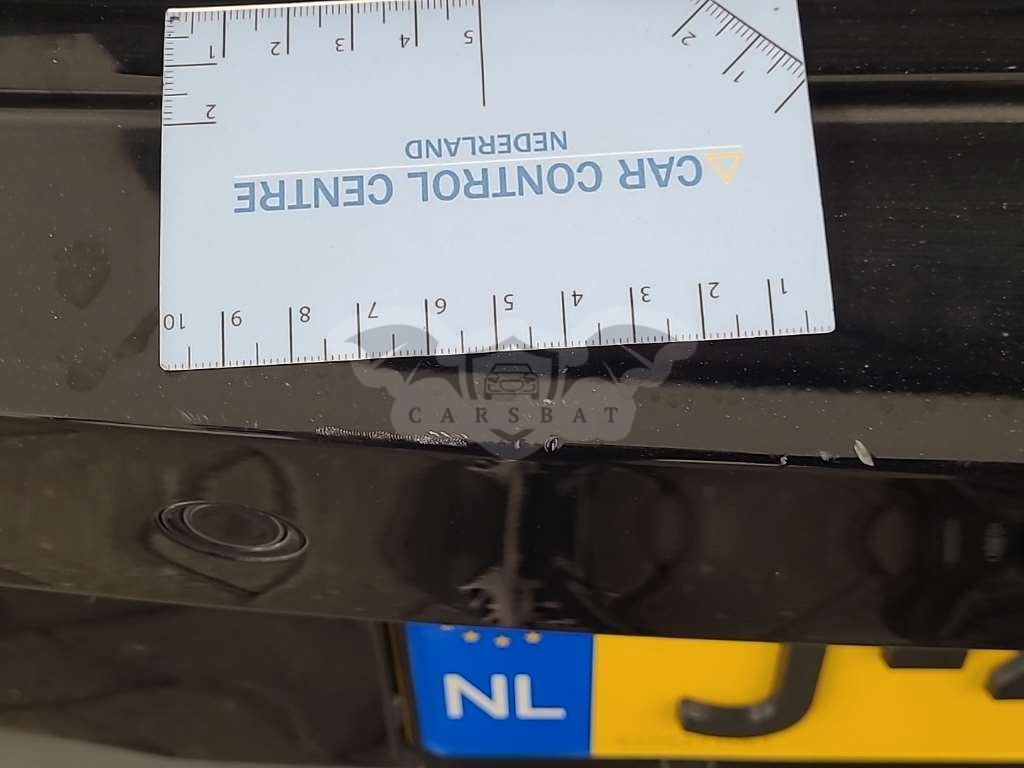 1 2 3 4 5
2 1
2
NEDERLAND
CAR CONTROL CENTRE
10 9 8 7 6 5 4 3 2 1
CARSBAT
NL J